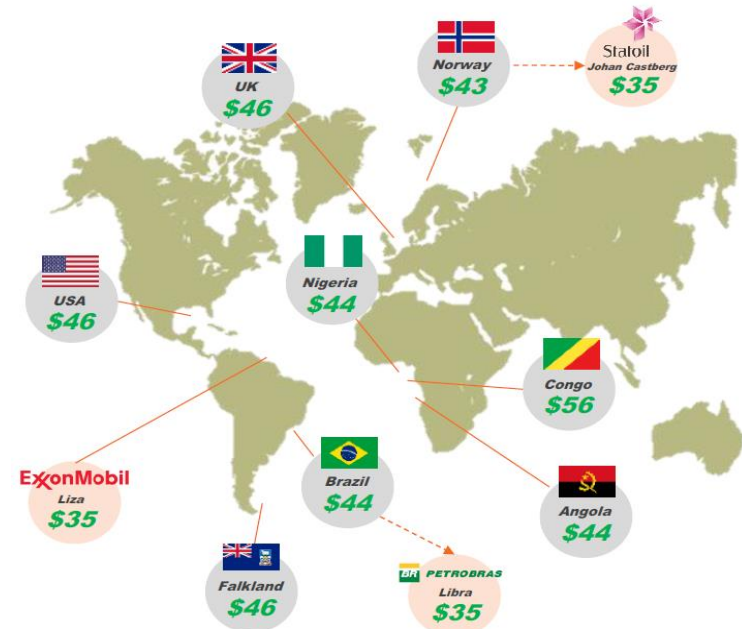 Statoil
Johan Castberg
$35
Norway
$43
UK
$46
Nigeria
$44
USA
$46
Congo
$56
ExxonMobil
Liza
$35
Brazil
$44
Angola
$44
Falkland
$46
BR PETROBRAS
Libra
$35